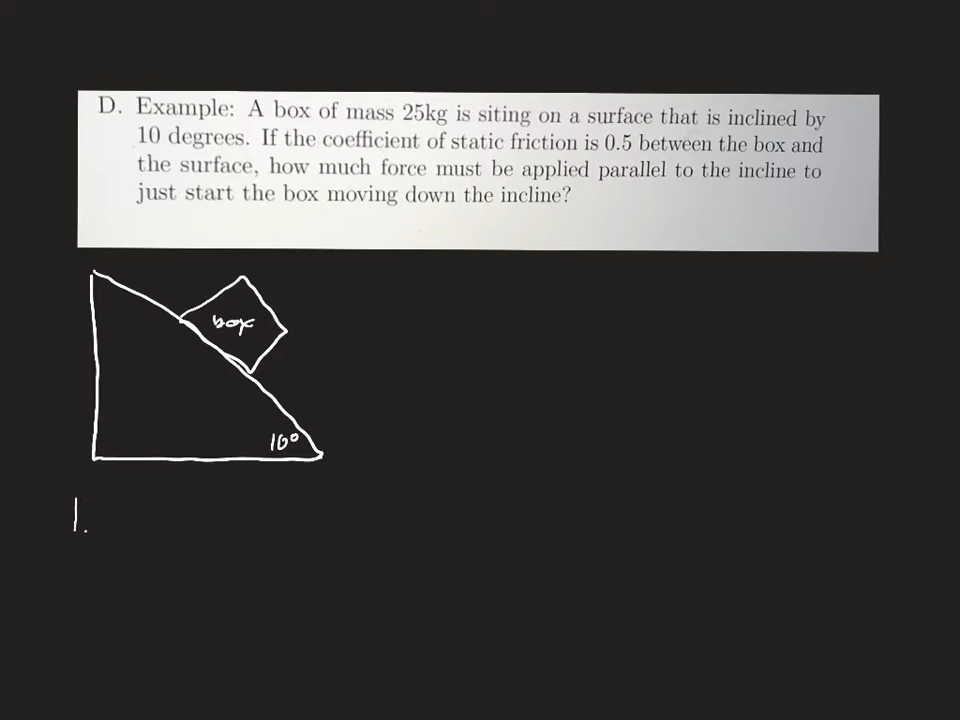 D. Example: A box of mass 25kg is siting on a surface that is inclined by
10 degrees. If the coefficient of static friction is 0.5 between the box and
the surface, how much force must be applied parallel to the incline to
just start the box moving down the incline?
box
10°
1.